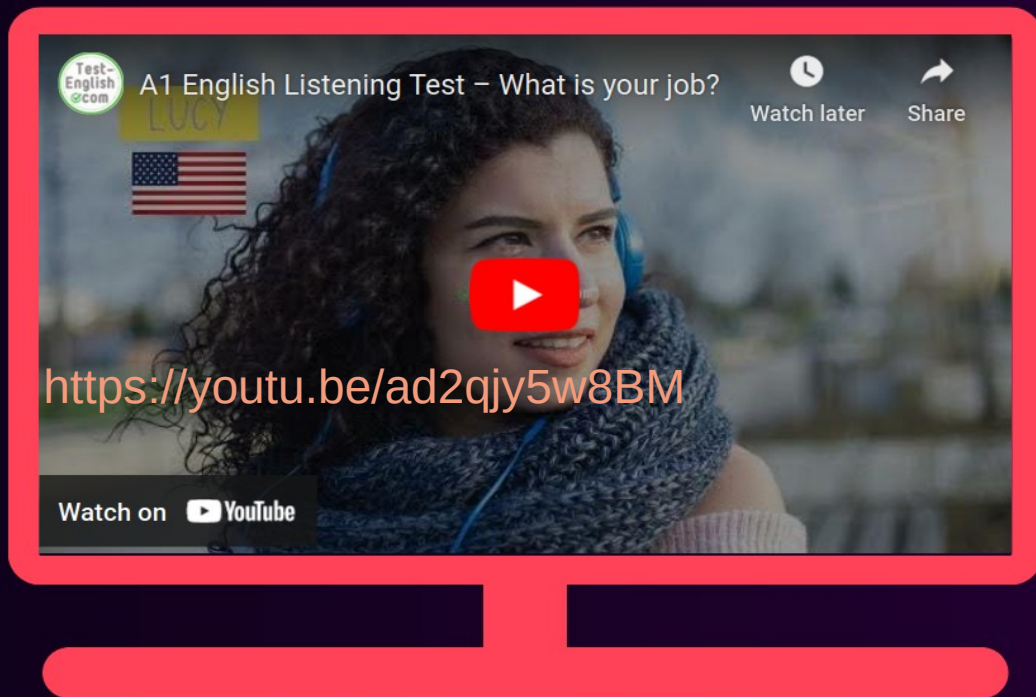 Test-
English
com
A1 English Listening Test – What is your job?
Watch later
Share
LUCY
https://youtu.be/ad2qjy5w8BM
Watch on YouTube